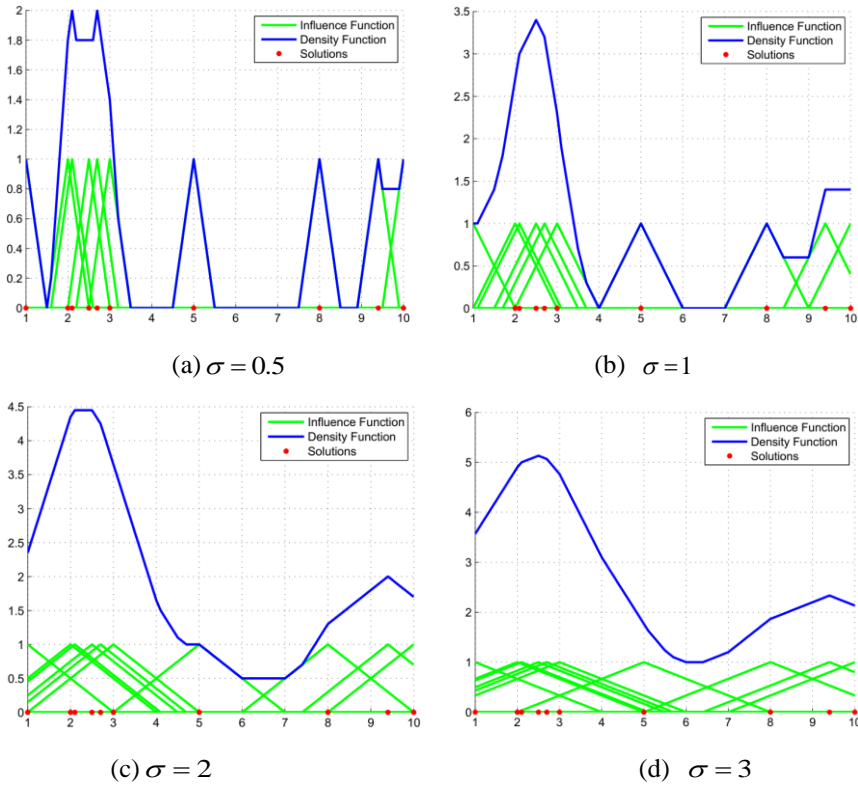 2
1.8
1.6
1.4
1.2
1
0.8
0.6
0.4
0.2
0
1 2 3 4 5 6 7 8 9 10
Influence Function
Density Function
Solutions
(a) σ = 0.5
3.5
3
2.5
2
1.5
1
0.5
0
1 2 3 4 5 6 7 8 9 10
Influence Function
Density Function
Solutions
(b) σ = 1
4.5
4
3.5
3
2.5
2
1.5
1
0.5
0
1 2 3 4 5 6 7 8 9 10
Influence Function
Density Function
Solutions
(c) σ = 2
6
5
4
3
2
1
0
1 2 3 4 5 6 7 8 9 10
Influence Function
Density Function
Solutions
(d) σ = 3